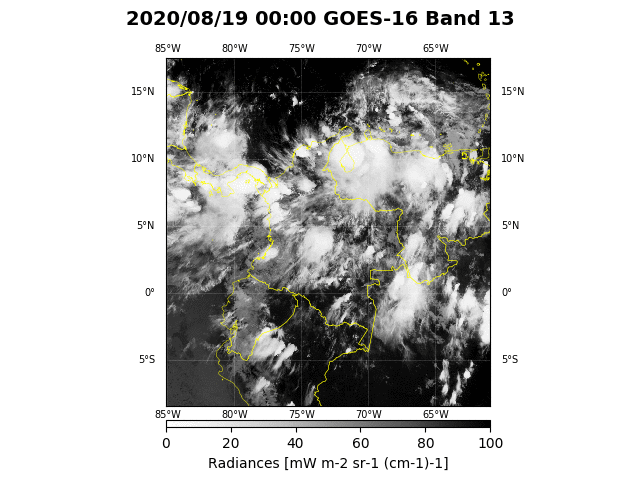 2020/08/19 00:00 GOES-16 Band 13
85°W 80°W 75°W 70°W 65°W
15°N 15°N
10°N 10°N
5°N 5°N
0° 0°
5°S 5°S
85°W 80°W 75°W 70°W 65°W
0 20 40 60 80 100
Radiances [mW m-2 sr-1 (cm-1)-1]